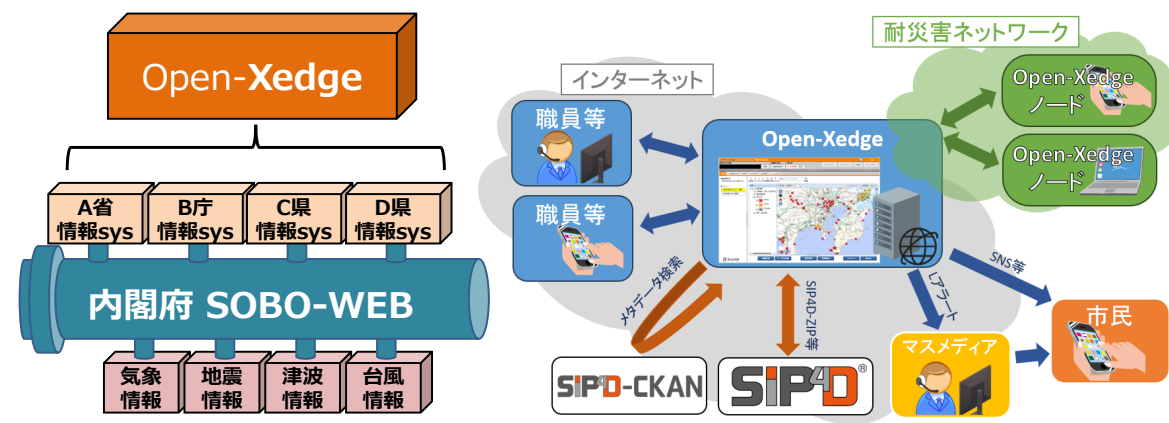 Open-Xedge
A省
情報sys
B庁
情報sys
C県
情報sys
D県
情報sys
内閣府 SOBO-WEB
気象
情報
地震
情報
津波
情報
台風
情報
耐災害ネットワーク
インターネット
職員等
職員等
Open-Xedge
Open-Xedge
ノード
Open-Xedge
ノード
メタデータ検索
SIP4D-ZIP等
Lアラート
SNS等
SiP4D-CKAN
SiP4D®
マスメディア
市民